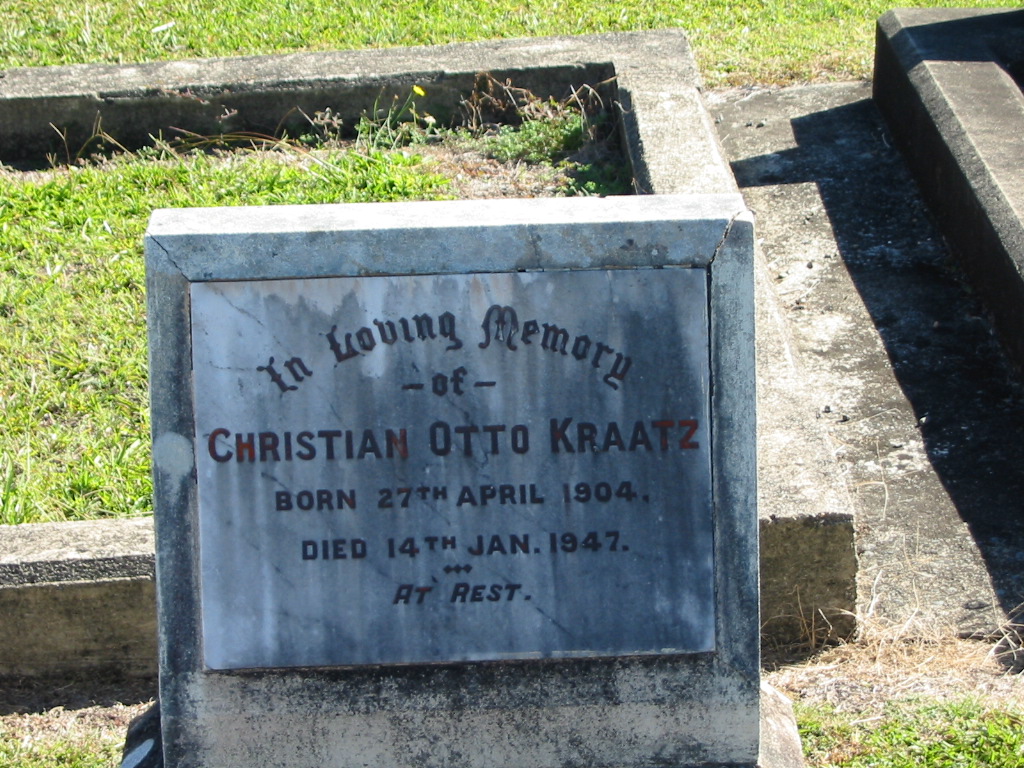 In Loving Memory
-of-
CHRISTIAN OTTO KRAATZ
BORN 27TH APRIL 1904.
DIED 14TH JAN. 1947.
AT REST.